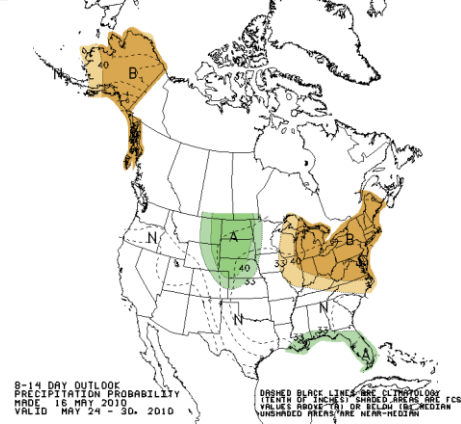 40
B
N
N
A
40
33
33
40
B
N
N
33
A
8-14 DAY OUTLOOK
PRECIPITATION PROBABILITY
MADE 16 MAY 2010
VALID MAY 24 - 30, 2010
DASHED BLACK LINES ARE CLIMATOLOGY
(TENTH OF INCHES) SHADED AREAS ARE FCST
VALUES ABOVE (A) OR BELOW (B) MEDIAN
UNSHADED AREAS ARE NEAR-MEDIAN